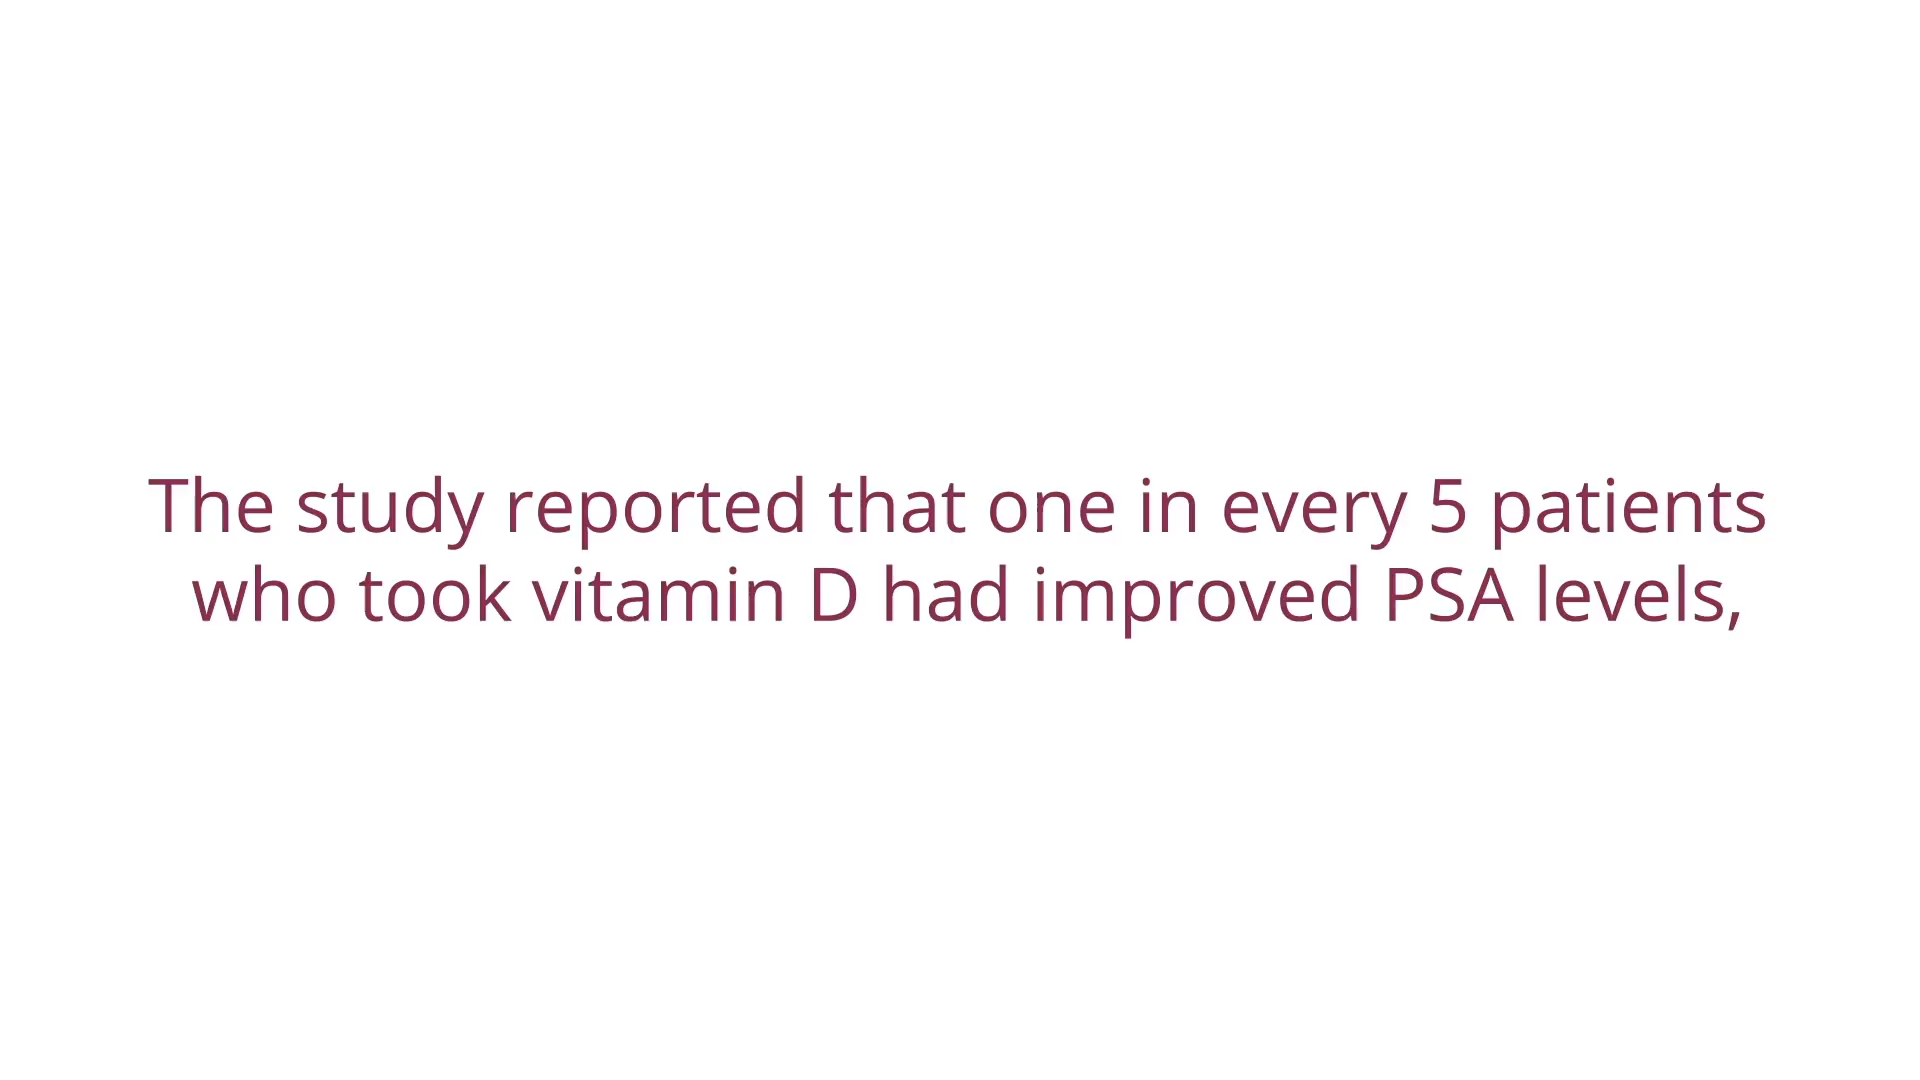 The study reported that one in every 5 patients
who took vitamin D had improved PSA levels,